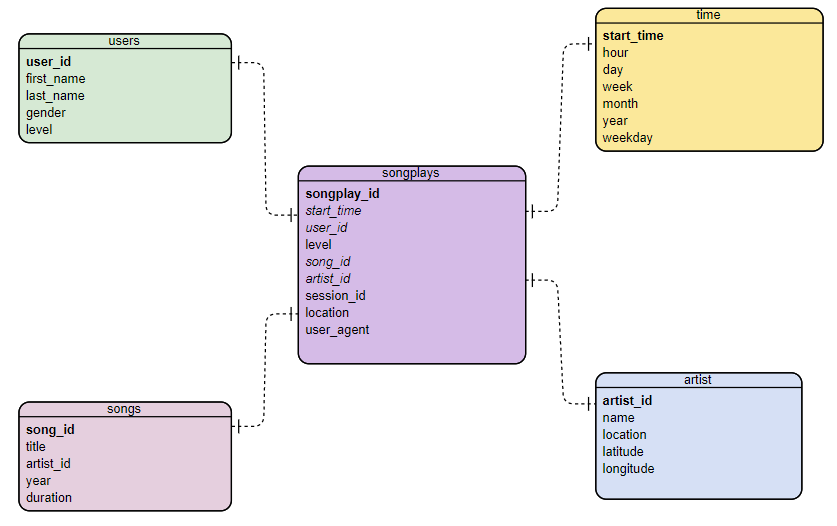 users
user_id
first_name
last_name
gender
level
time
start_time
hour
day
week
month
year
weekday
songplays
songplay_id
start_time
user_id
level
song_id
artist_id
session_id
location
user_agent
songs
song_id
title
artist_id
year
duration
artist
artist_id
name
location
latitude
longitude